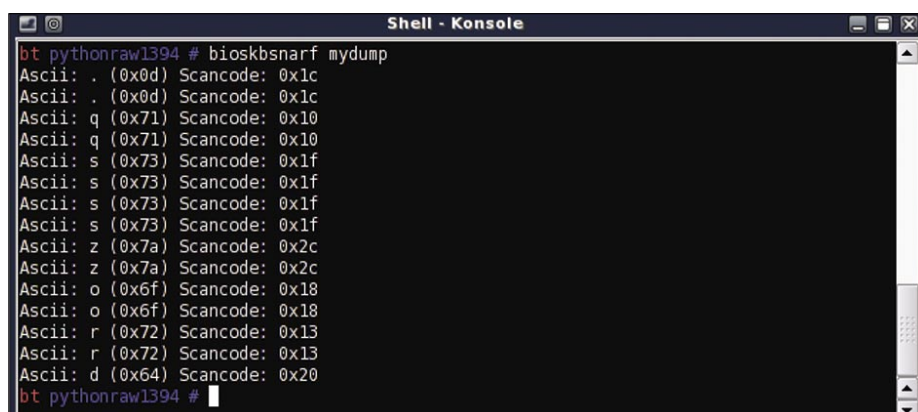 Shell - Konsole
bt pythonraw1394 # bioskbsnarf mydump
Ascii: . (0x0d) Scancode: 0x1c
Ascii: . (0x0d) Scancode: 0x1c
Ascii: q (0x71) Scancode: 0x10
Ascii: q (0x71) Scancode: 0x10
Ascii: s (0x73) Scancode: 0x1f
Ascii: s (0x73) Scancode: 0x1f
Ascii: s (0x73) Scancode: 0x1f
Ascii: s (0x73) Scancode: 0x1f
Ascii: z (0x7a) Scancode: 0x2c
Ascii: z (0x7a) Scancode: 0x2c
Ascii: o (0x6f) Scancode: 0x18
Ascii: o (0x6f) Scancode: 0x18
Ascii: r (0x72) Scancode: 0x13
Ascii: r (0x72) Scancode: 0x13
Ascii: d (0x64) Scancode: 0x20
bt pythonraw1394 #